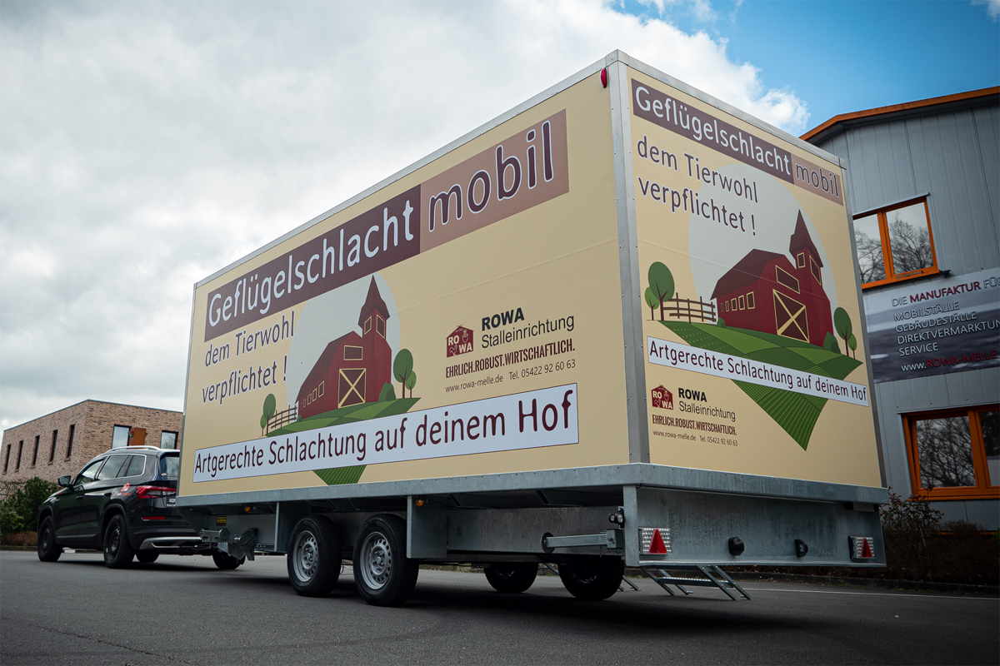 Geflügelschlacht mobil
dem Tierwohl
verpflichtet !
RO
WA
ROWA
Stalleinrichtung
EHRLICH.ROBUST.WIRTSCHAFTLICH.
www.rowa-melle.de Tel. 05422 92 60 63
Artgerechte Schlachtung auf deinem Hof
Geflügelschlacht mobil
dem Tierwohl
verpflichtet !
Artgerechte Schlachtung auf deinem Hof
RO
WA
ROWA
Stalleinrichtung
EHRLICH.ROBUST.WIRTSCHAFTLICH.
www.rowa-melle.de Tel. 05422 92 60 63
DIE MANUFAKTUR FÜ
MOBILSTÄLLE
GEBÄUDESTÄLLE
DIREKTVERMARKTUN
SERVICE
WWW.ROWA-MELLE